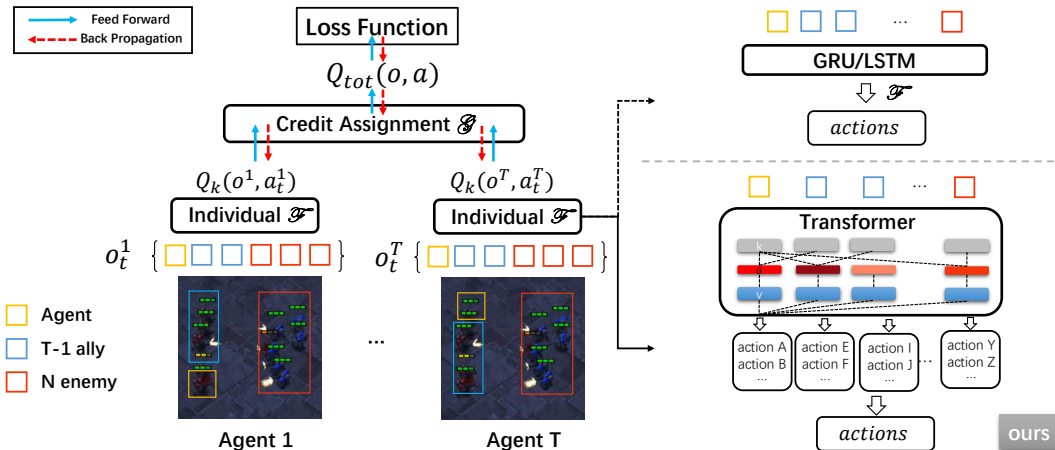 Feed Forward
Back Propagation
Loss Function
Q_{tot}(o, a)
Credit Assignment 𝒢
Q_k(o^1, a_t^1)
Q_k(o^T, a_t^T)
Individual ℱ
Individual ℱ
o_t^1 { }
o_t^T { }
Agent
T-1 ally
N enemy
...
Agent 1
Agent T
...
GRU/LSTM
ℱ
actions
...
Transformer
k
a
v
action A
action B
...
action E
action F
...
action I
action J
...
...
action Y
action Z
...
actions
ours